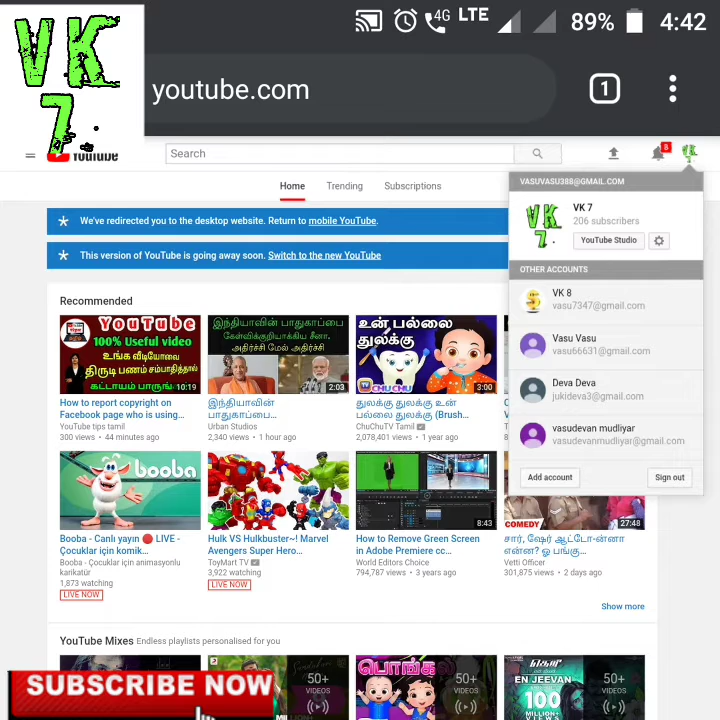 VK
7
4G LTE 89% 4:42
youtube.com
1
YouTube
Search
8
Home Trending Subscriptions
VASUVASU388@GMAIL.COM
VK 7
206 subscribers
YouTube Studio
OTHER ACCOUNTS
VK 8
vasu7347@gmail.com
Vasu Vasu
vasu66631@gmail.com
Deva Deva
jukideva3@gmail.com
vasudevan mudliyar
vasudevanmudliyar@gmail.com
Add account Sign out
We've redirected you to the desktop website. Return to mobile YouTube.
This version of YouTube is going away soon. Switch to the new YouTube
Recommended
YouTube
100% Useful video
உங்க வீடியோவை
திருடி பணம் சம்பாதித்தால்
கட்டாயம் பாருங்க 10:19
How to report copyright on
Facebook page who is using...
YouTube tips tamil
300 views • 44 minutes ago
இந்தியாவின் பாதுகாப்பை
கேள்விக்குறியாக்கிய சீனா,
அதிர்ச்சி மேல் அதிர்ச்சி
2:03
இந்தியாவின்
பாதுகாப்பை...
Urban Studios
2,340 views • 1 hour ago
உன் பல்லை
துலக்கு
CHUCHU
3:00
துலக்கு துலக்கு உன்
பல்லை துலக்கு (Brush...
ChuChuTV Tamil
2,078,401 views • 1 year ago
booba
Booba - Canlı yayın 🔴 LIVE -
Çocuklar için komik...
Booba - Çocuklar için animasyonlu
karikatür
1,873 watching
LIVE NOW
Hulk VS Hulkbuster~! Marvel
Avengers Super Hero...
ToyMart TV
3,922 watching
LIVE NOW
8:43
How to Remove Green Screen
in Adobe Premiere cc...
World Editors Choice
794,787 views • 3 years ago
COMEDY 27:48
சார், ஷேர் ஆட்டோ-ன்னா
என்ன? ஓ பங்கு...
Vetti Officer
301,875 views • 2 days ago
Show more
YouTube Mixes Endless playlists personalised for you
50+
VIDEOS
50+
VIDEOS
பொங்க
50+
VIDEOS
EN JEEVAN
100
MILLION+
50+
VIDEOS
SUBSCRIBE NOW